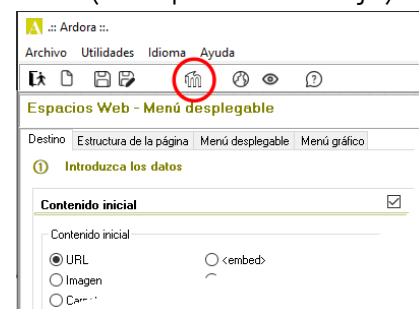 .:: Ardora ::.
Archivo Utilidades Idioma Ayuda
Espacios Web - Menú desplegable
Destino Estructura de la página Menú desplegable Menú gráfico
1 Introduzca los datos
Contenido inicial
Contenido inicial
URL <embed>
Imagen